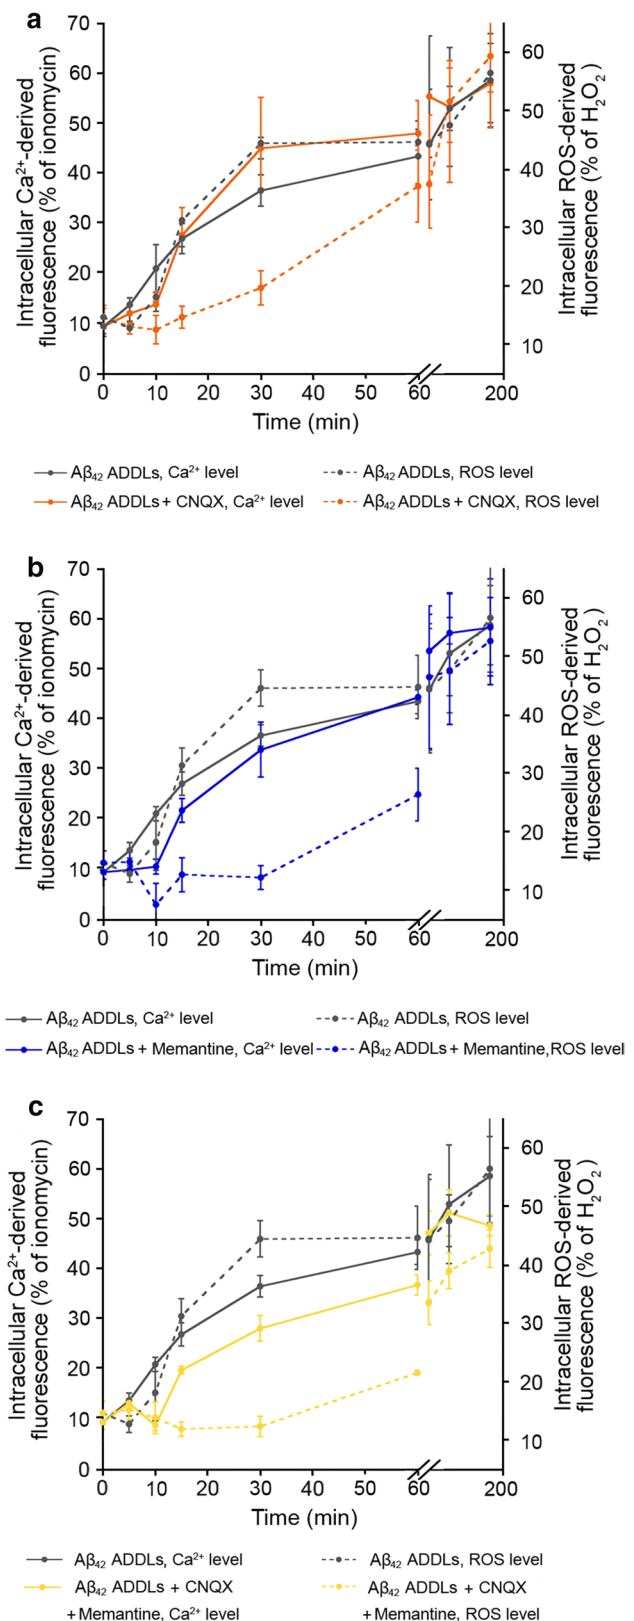 a
Intracellular Ca²⁺-derived
fluorescence (% of ionomycin)
70
60
50
40
30
20
10
0
Intracellular ROS-derived
fluorescence (% of H₂O₂)
60
50
40
30
20
10
0 10 20 30 40 50 60 200
Time (min)
Aβ₄₂ ADDLs, Ca²⁺ level
Aβ₄₂ ADDLs, ROS level
Aβ₄₂ ADDLs + CNQX, Ca²⁺ level
Aβ₄₂ ADDLs + CNQX, ROS level
b
Intracellular Ca²⁺-derived
fluorescence (% of ionomycin)
70
60
50
40
30
20
10
0
Intracellular ROS-derived
fluorescence (% of H₂O₂)
60
50
40
30
20
10
0 10 20 30 40 50 60 200
Time (min)
Aβ₄₂ ADDLs, Ca²⁺ level
Aβ₄₂ ADDLs, ROS level
Aβ₄₂ ADDLs + Memantine, Ca²⁺ level
Aβ₄₂ ADDLs + Memantine, ROS level
c
Intracellular Ca²⁺-derived
fluorescence (% of ionomycin)
70
60
50
40
30
20
10
0
Intracellular ROS-derived
fluorescence (% of H₂O₂)
60
50
40
30
20
10
0 10 20 30 40 50 60 200
Time (min)
Aβ₄₂ ADDLs, Ca²⁺ level
Aβ₄₂ ADDLs, ROS level
Aβ₄₂ ADDLs + CNQX
+ Memantine, Ca²⁺ level
Aβ₄₂ ADDLs + CNQX
+ Memantine, ROS level